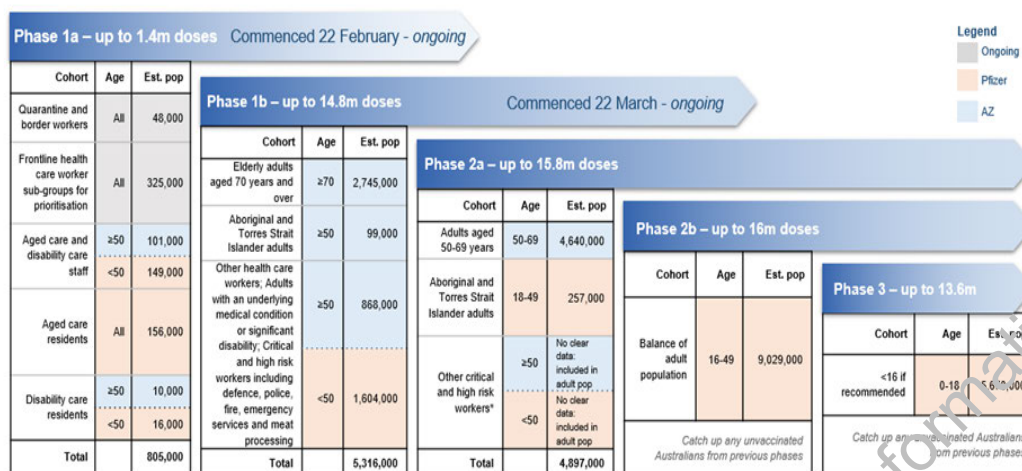 Phase 1a – up to 1.4m doses Commenced 22 February - ongoing
Cohort Age Est. pop
Quarantine and
border workers
All 48,000
Frontline health
care worker
sub-groups for
prioritisation
All 325,000
Aged care and
disability care
staff
≥50 101,000
<50 149,000
Aged care
residents
All 156,000
Disability care
residents
≥50 10,000
<50 16,000
Total 805,000
Phase 1b – up to 14.8m doses Commenced 22 March - ongoing
Cohort Age Est. pop
Elderly adults
aged 70 years and
over
≥70 2,745,000
Aboriginal and
Torres Strait
Islander adults
≥50 99,000
Other health care
workers; Adults
with an underlying
medical condition
or significant
disability; Critical
and high risk
workers including
defence, police,
fire, emergency
services and meat
processing
≥50 868,000
<50 1,604,000
Total 5,316,000
Phase 2a – up to 15.8m doses
Cohort Age Est. pop
Adults aged
50-69 years
50-69 4,640,000
Aboriginal and
Torres Strait
Islander adults
18-49 257,000
Other critical
and high risk
workers*
≥50
No clear
data:
included in
adult pop
<50
No clear
data:
included in
adult pop
Total 4,897,000
Phase 2b – up to 16m doses
Cohort Age Est. pop
Balance of
adult
population
16-49 9,029,000
Catch up any unvaccinated
Australians from previous phases
Phase 3 – up to 13.6m
Cohort Age
<16 if
recommended
0-18
Catch up any unvaccinated Australians
from previous phases
Legend
Ongoing
Pfizer
AZ